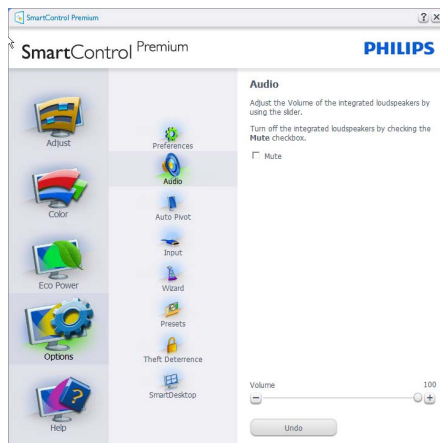 SmartControl Premium
SmartControl Premium
PHILIPS
Adjust
Color
Eco Power
Options
Help
Preferences
Audio
Auto Pivot
Input
Wizard
Presets
Theft Deterrence
SmartDesktop
Audio
Adjust the Volume of the integrated loudspeakers by
using the slider.
Turn off the integrated loudspeakers by checking the
Mute checkbox.
Mute
Volume 100
Undo